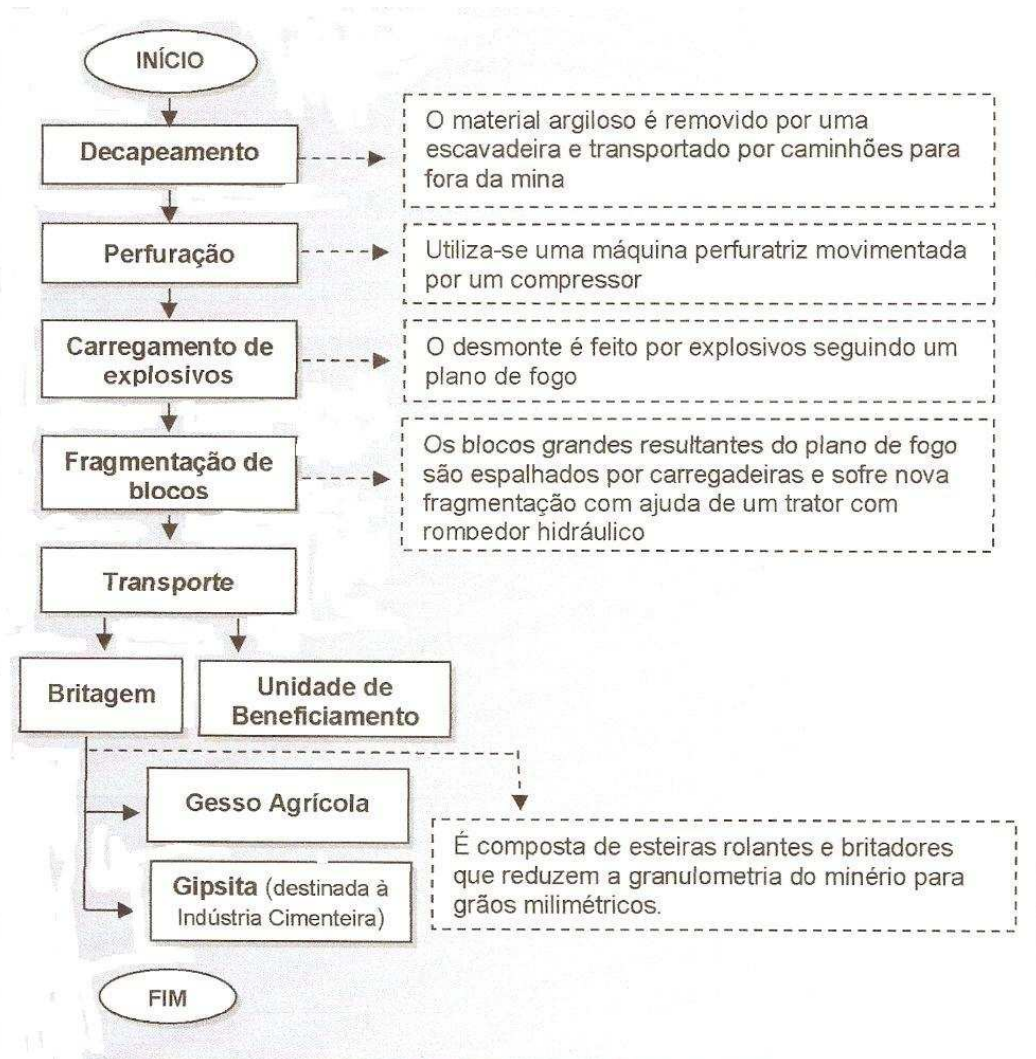 INÍCIO
Decapeamento
O material argiloso é removido por uma
escavadeira e transportado por caminhões para
fora da mina
Perfuração
Utiliza-se uma máquina perfuratriz movimentada
por um compressor
Carregamento de
explosivos
O desmonte é feito por explosivos seguindo um
plano de fogo
Fragmentação de
blocos
Os blocos grandes resultantes do plano de fogo
são espalhados por carregadeiras e sofre nova
fragmentação com ajuda de um trator com
rompedor hidráulico
Transporte
Britagem
Unidade de
Beneficiamento
Gesso Agrícola
É composta de esteiras rolantes e britadores
que reduzem a granulometria do minério para
grãos milimétricos.
Gipsita (destinada à
Indústria Cimenteira)
FIM